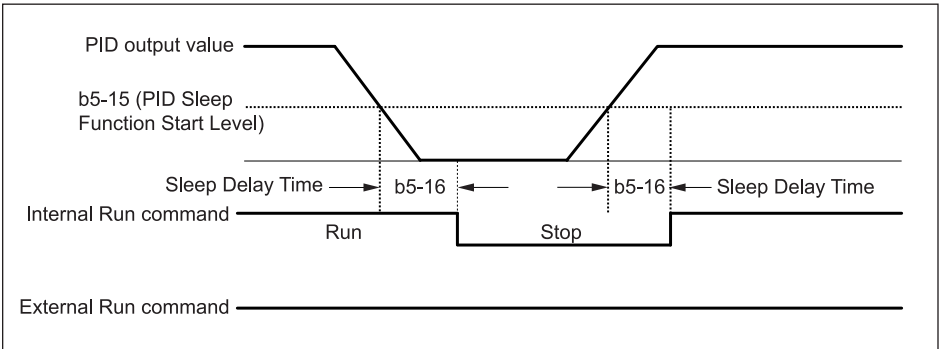 PID output value
b5-15 (PID Sleep
Function Start Level)
Sleep Delay Time
b5-16
b5-16
Sleep Delay Time
Internal Run command
Run
Stop
External Run command